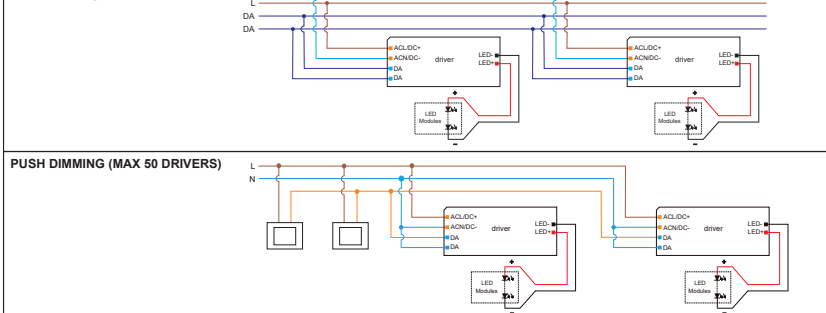 L
DA
DA
ACL/DC+
ACN/DC-
DA
DA
driver
LED-
LED+
+
LED
Modules
-
ACL/DC+
ACN/DC-
DA
DA
driver
LED-
LED+
+
LED
Modules
-
PUSH DIMMING (MAX 50 DRIVERS)
L
N
ACL/DC+
ACN/DC-
DA
DA
driver
LED-
LED+
+
LED
Modules
-
ACL/DC+
ACN/DC-
DA
DA
driver
LED-
LED+
+
LED
Modules
-